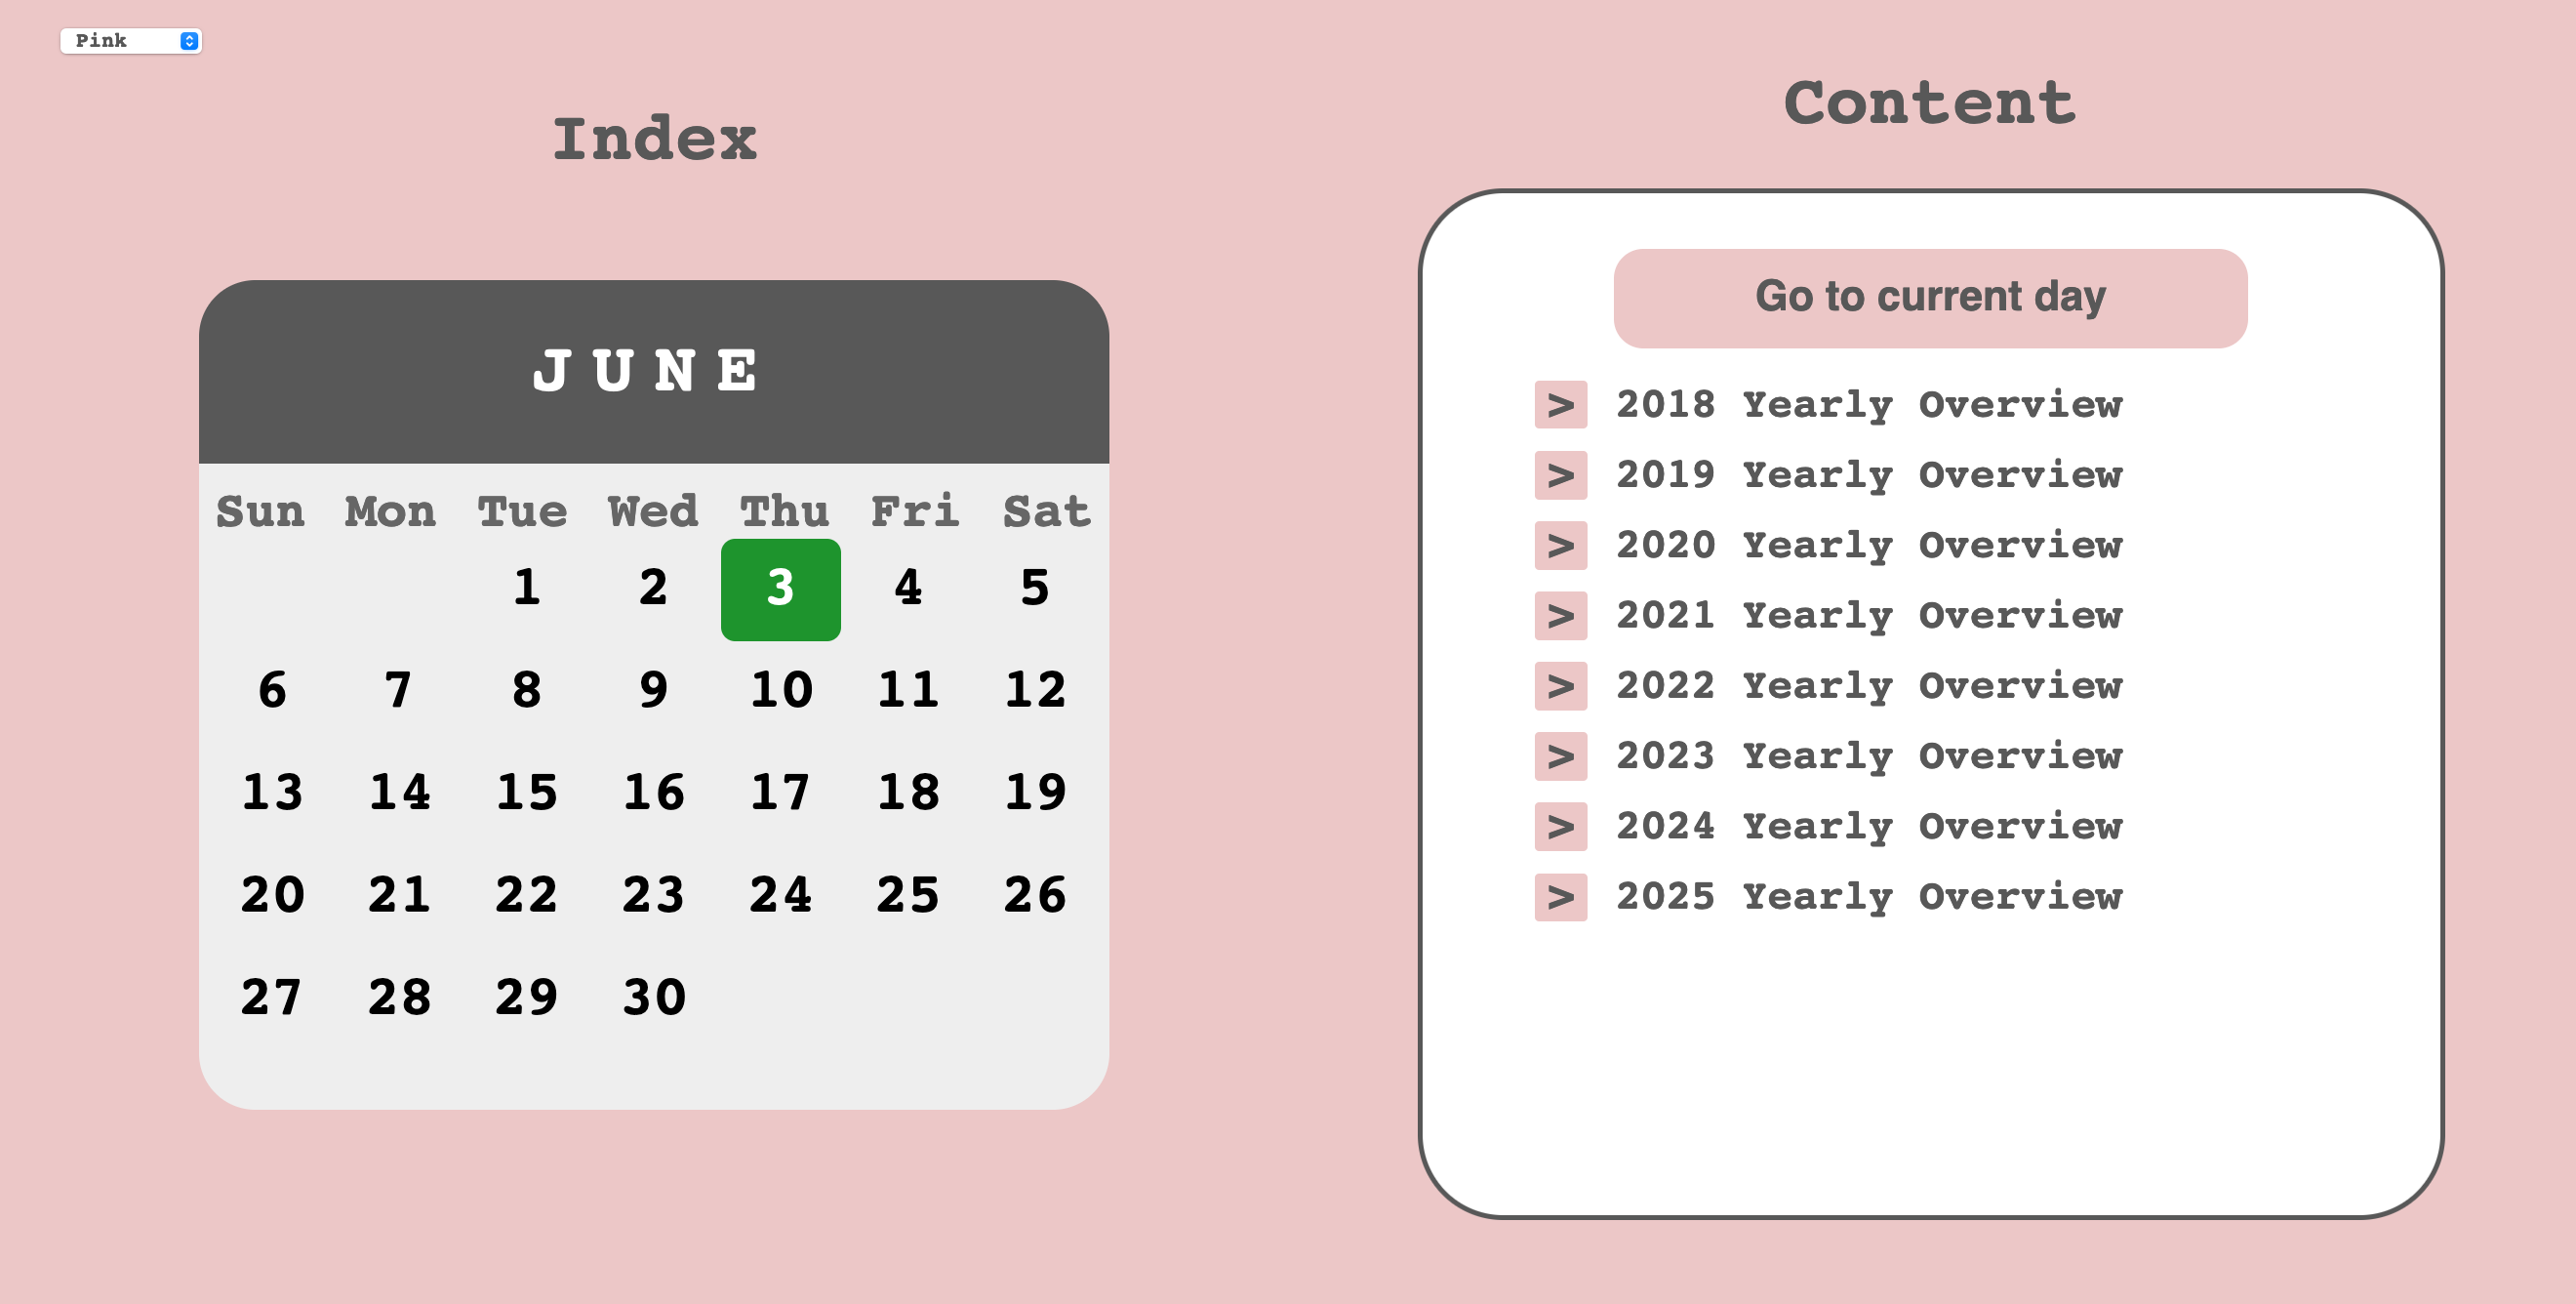 Pink
Index
JUNE
Sun Mon Tue Wed Thu Fri Sat
1 2 3 4 5
6 7 8 9 10 11 12
13 14 15 16 17 18 19
20 21 22 23 24 25 26
27 28 29 30
Content
Go to current day
> 2018 Yearly Overview
> 2019 Yearly Overview
> 2020 Yearly Overview
> 2021 Yearly Overview
> 2022 Yearly Overview
> 2023 Yearly Overview
> 2024 Yearly Overview
> 2025 Yearly Overview